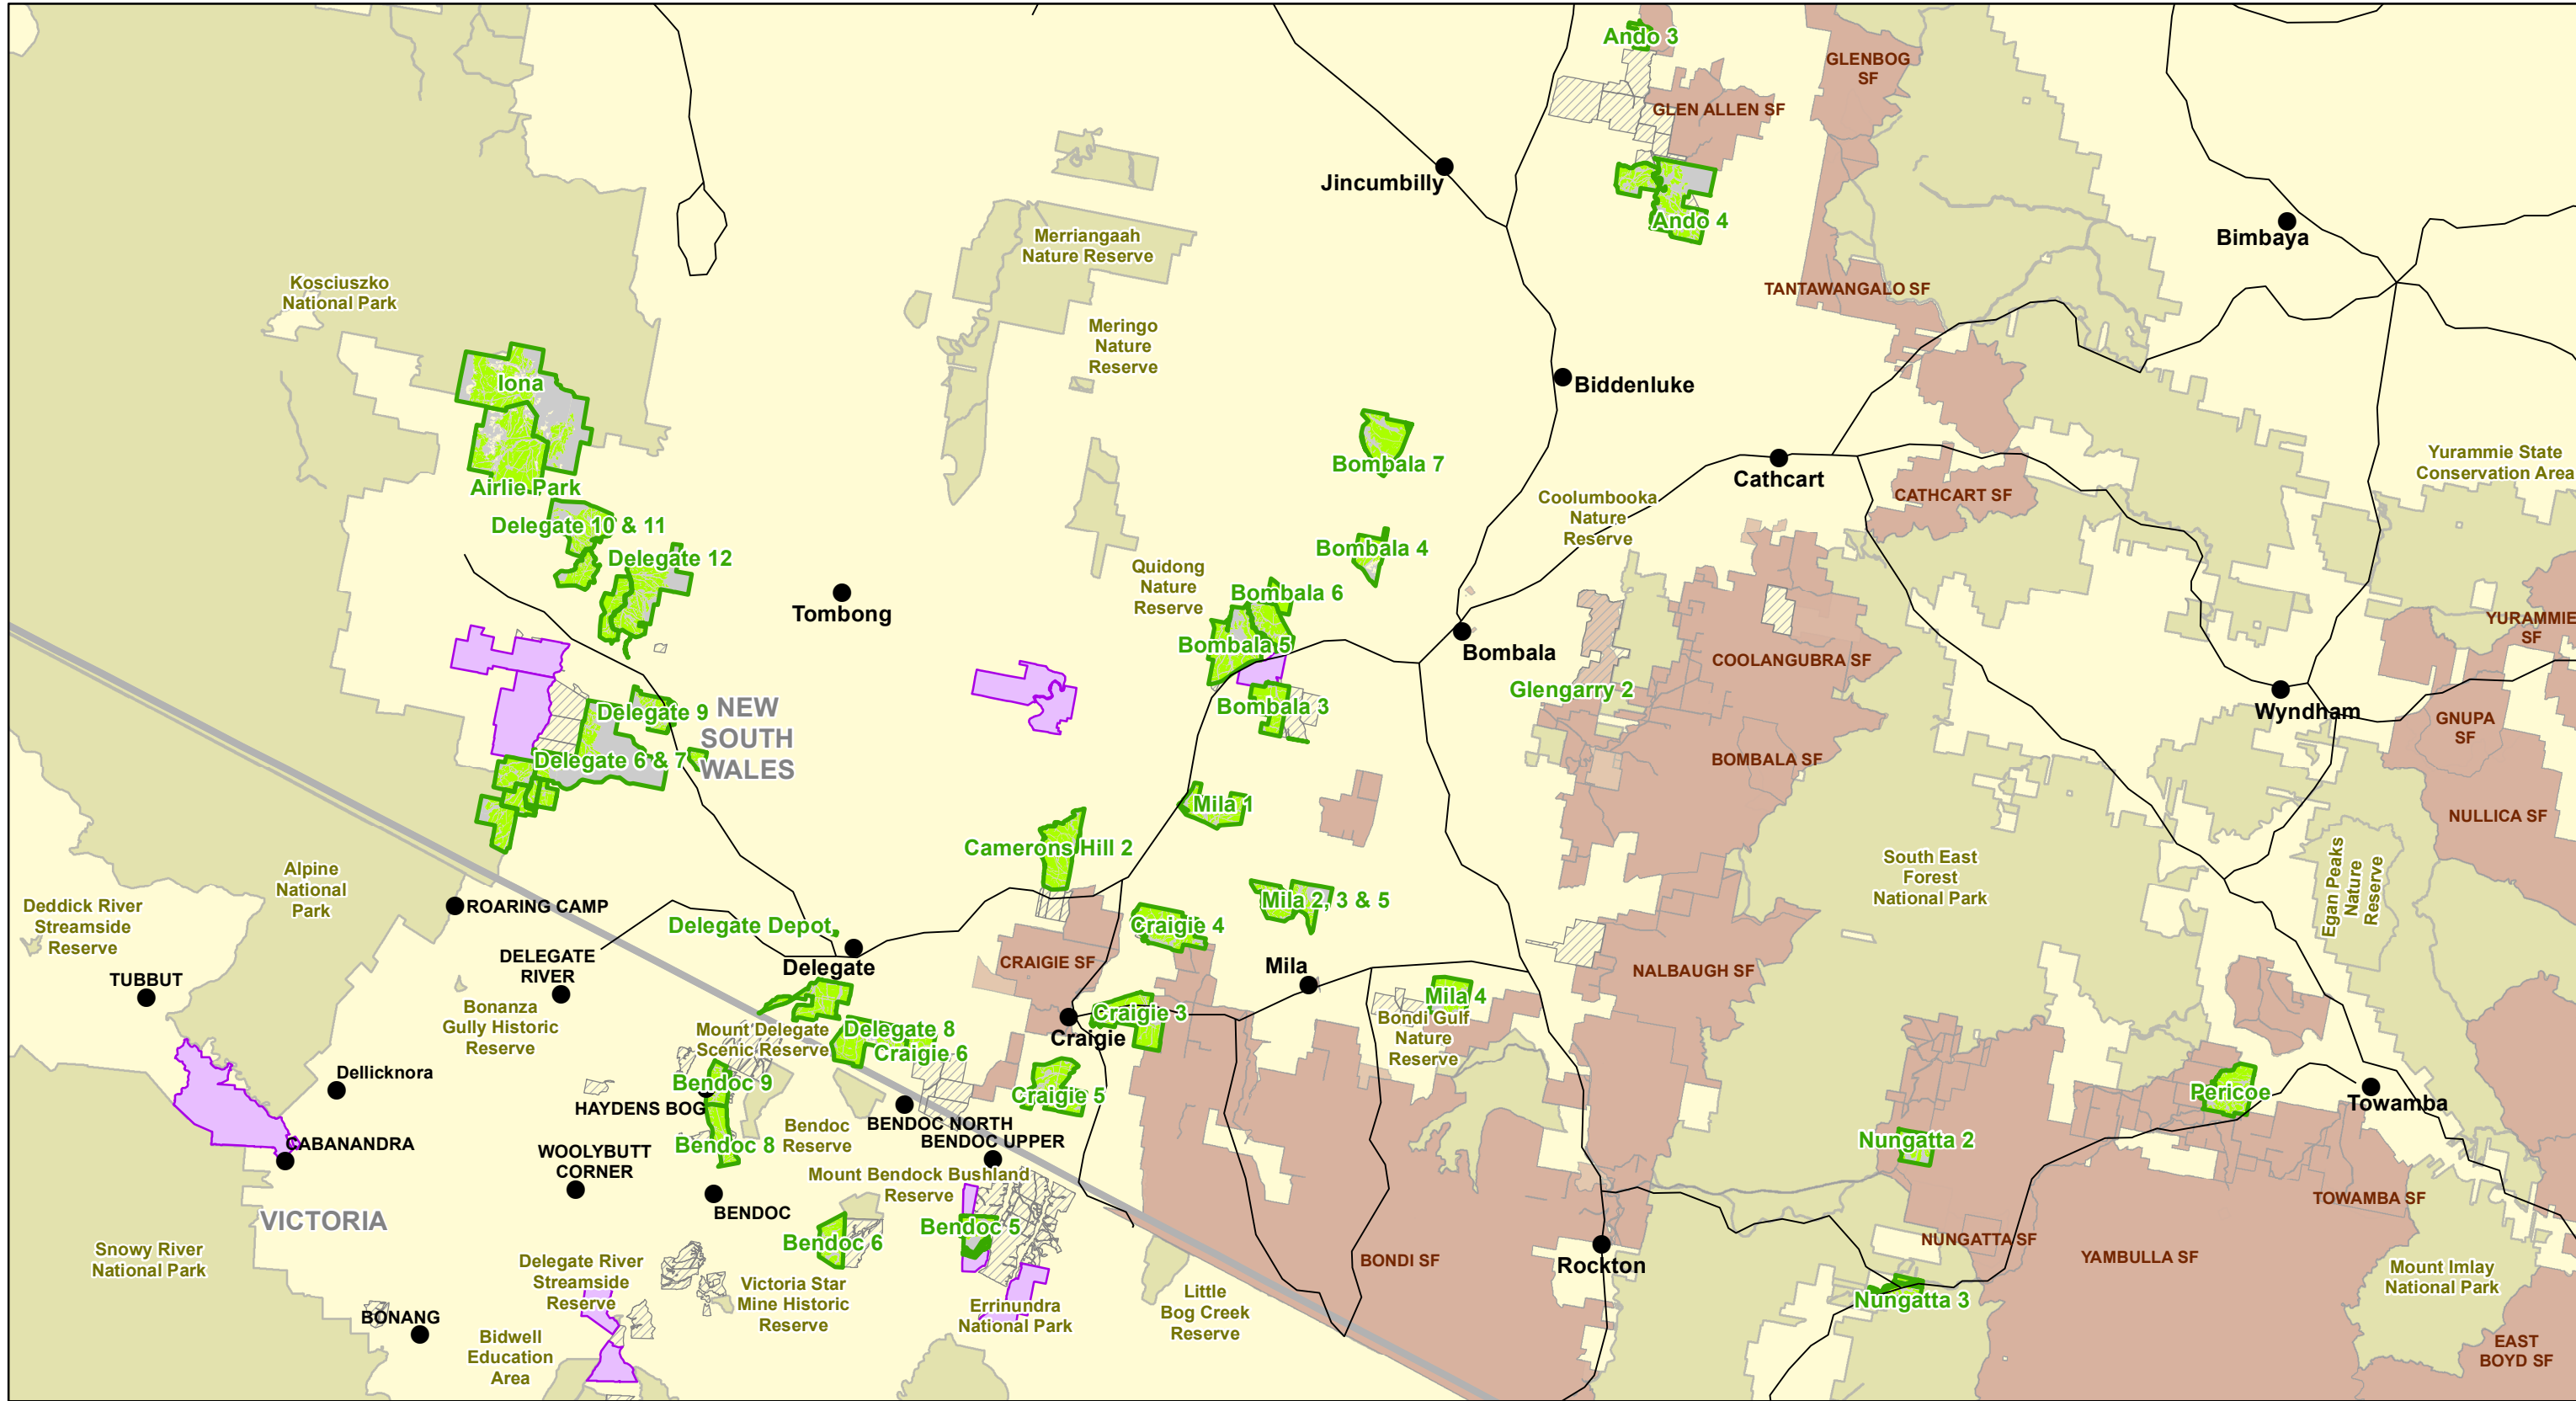 Ando 3
GLENBOG
SF
GLEN ALLEN SF
Jincumbilly
Ando 4
Bimbaya
Merriangaah
Nature Reserve
Kosciuszko
National Park
TANTAWANGALO SF
Meringo
Nature
Reserve
Iona
Biddenluke
Bombala 7
Cathcart
Yurammie State
Conservation Area
Airlie Park
Coolumbooka
Nature
Reserve
CATHCART SF
Delegate 10 & 11
Delegate 12
Bombala 4
Quidong
Nature
Reserve
Bombala 6
Tombong
Bombala 5
Bombala
YURAMMIE
SF
COOLANGUBRA SF
Glengarry 2
Delegate 9
NEW
SOUTH
WALES
Bombala 3
Wyndham
GNUPA
SF
Delegate 6 & 7
BOMBALA SF
Mila 1
NULLICA SF
Camerons Hill 2
South East
Forest
National Park
Egan Peaks
Nature
Reserve
Alpine
National
Park
Deddick River
Streamside
Reserve
ROARING CAMP
Mila 2, 3 & 5
Delegate Depot
Craigie 4
DELEGATE
RIVER
Delegate
CRAIGIE SF
Mila
NALBAUGH SF
TUBBUT
Mila 4
Bonanza
Gully Historic
Reserve
Mount Delegate
Scenic Reserve
Delegate 8
Craigie 6
Craigie 3
Craigie
Bondi Gulf
Nature
Reserve
Dellicknora
Bendoc 9
Craigie 5
Pericoe
Towamba
HAYDENS BOG
BENDOC NORTH
BENDOC UPPER
Bendoc
Reserve
Bendoc 8
CABANANDRA
WOOLYBUTT
CORNER
Nungatta 2
Mount Bendock Bushland
Reserve
TOWAMBA SF
BENDOC
VICTORIA
Bendoc 5
Bendoc 6
NUNGATTA SF
YAMBULLA SF
Snowy River
National Park
Delegate River
Streamside
Reserve
BONDI SF
Rockton
Mount Imlay
National Park
Victoria Star
Mine Historic
Reserve
Errinundra
National Park
Little
Bog Creek
Reserve
Nungatta 3
BONANG
Bidwell
Education
Area
EAST
BOYD SF